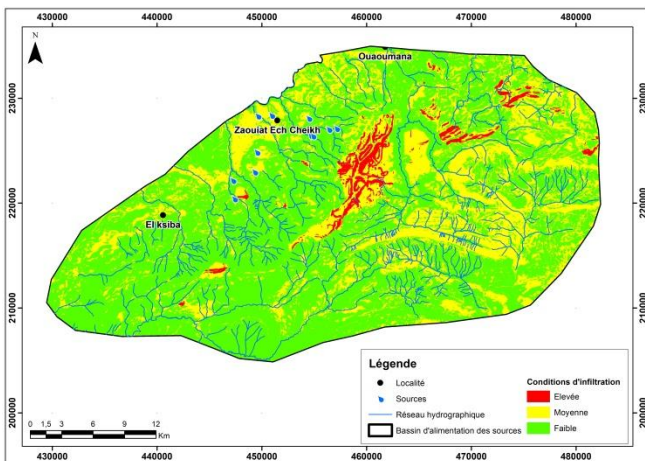 430000 440000 450000 460000 470000 480000
N
Ouaoumana
230000 230000
Zaouiat Ech Cheikh
220000 220000
El ksiba
210000 210000
Légende
Localité
Sources
Réseau hydrographique
Bassin d'alimentation des sources
Conditions d'infiltration
Elevée
Moyenne
Faible
200000 200000
0 1,5 3 6 9 12
Km
430000 440000 450000 460000 470000 480000